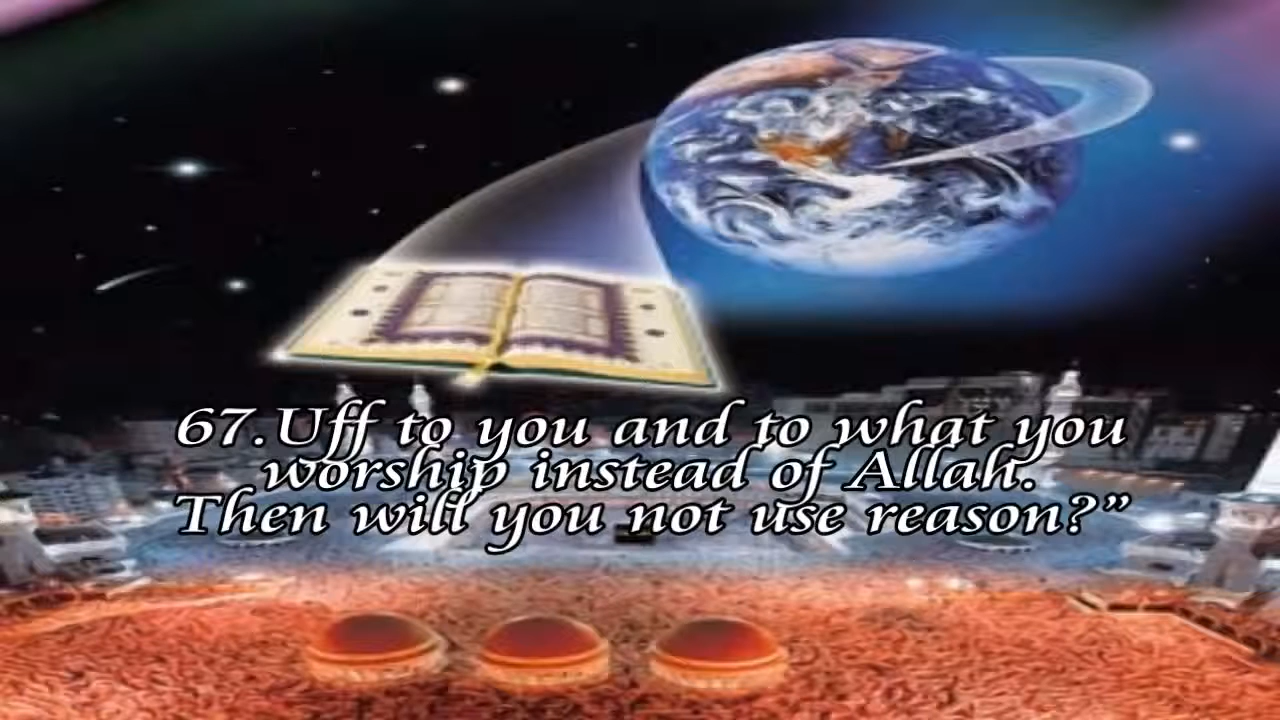 67.Uff to you and to what you
worship instead of Allah.
Then will you not use reason?”